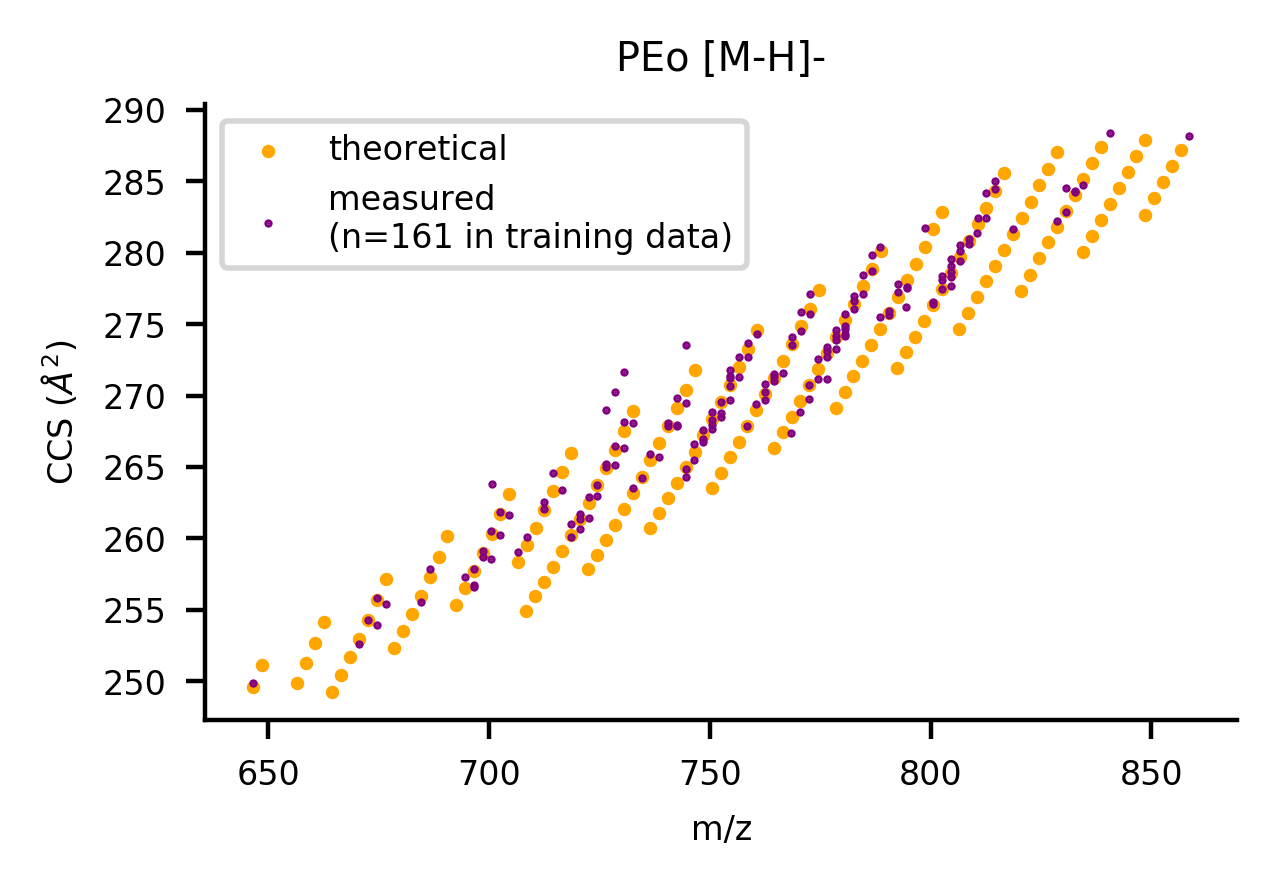 PEo [M-H]-
theoretical
measured
(n=161 in training data)
290
285
280
275
270
265
260
255
250
CCS (Å²)
650 700 750 800 850
m/z